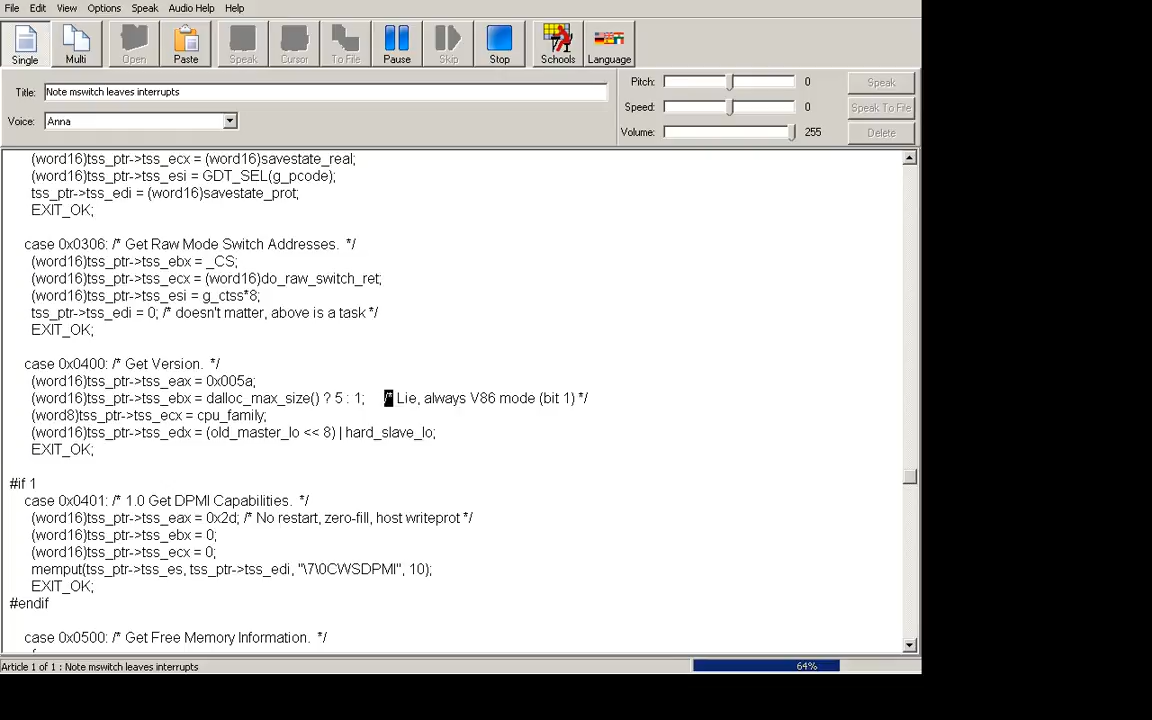 File Edit View Options Speak Audio Help Help
Single Multi Open Paste Speak Cursor To File Pause Skip Stop Schools Language
Title: Note mswitch leaves interrupts
Voice: Anna
Pitch: 0 Speak
Speed: 0 Speak To File
Volume: 255 Delete
(word16)tss_ptr->tss_ecx = (word16)savestate_real;
(word16)tss_ptr->tss_esi = GDT_SEL(g_pcode);
tss_ptr->tss_edi = (word16)savestate_prot;
EXIT_OK;
case 0x0306: /* Get Raw Mode Switch Addresses. */
(word16)tss_ptr->tss_ebx = _CS;
(word16)tss_ptr->tss_ecx = (word16)do_raw_switch_ret;
(word16)tss_ptr->tss_esi = g_ctss*8;
tss_ptr->tss_edi = 0; /* doesn't matter, above is a task */
EXIT_OK;
case 0x0400: /* Get Version. */
(word16)tss_ptr->tss_eax = 0x005a;
(word16)tss_ptr->tss_ebx = dalloc_max_size() ? 5 : 1; /* Lie, always V86 mode (bit 1) */
(word8)tss_ptr->tss_ecx = cpu_family;
(word16)tss_ptr->tss_edx = (old_master_lo << 8) | hard_slave_lo;
EXIT_OK;
#if 1
case 0x0401: /* 1.0 Get DPMI Capabilities. */
(word16)tss_ptr->tss_eax = 0x2d; /* No restart, zero-fill, host writeprot */
(word16)tss_ptr->tss_ebx = 0;
(word16)tss_ptr->tss_ecx = 0;
memput(tss_ptr->tss_es, tss_ptr->tss_edi, "\7\0CWSDPMI", 10);
EXIT_OK;
#endif
case 0x0500: /* Get Free Memory Information. */
Article 1 of 1 : Note mswitch leaves interrupts 64%